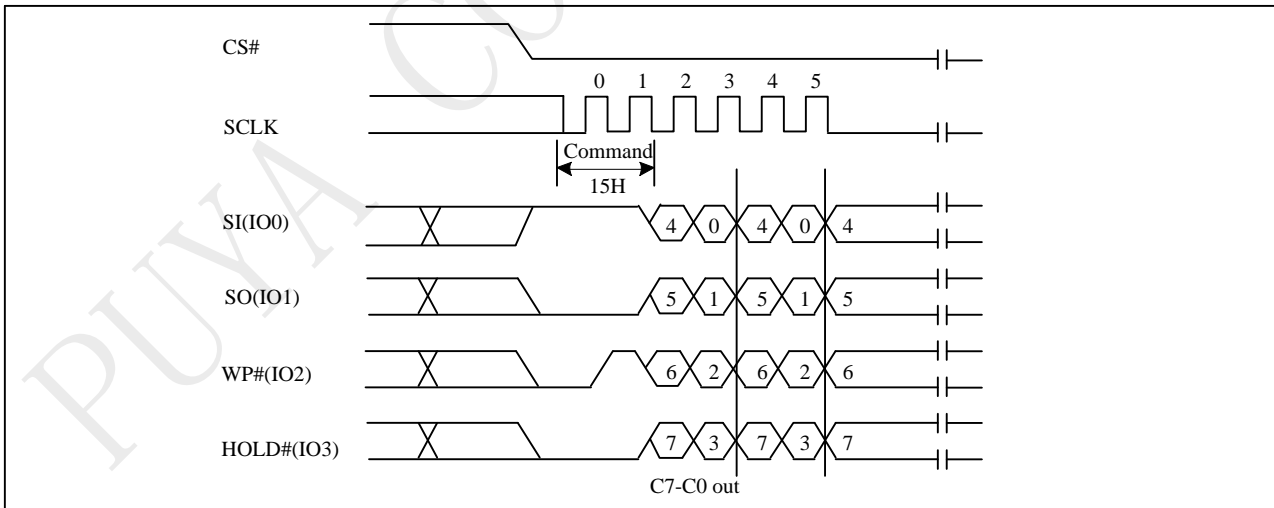 PUYA CO
CS#
0 1 2 3 4 5
SCLK
Command
15H
SI(IO0)
4 0 4 0 4
SO(IO1)
5 1 5 1 5
WP#(IO2)
6 2 6 2 6
HOLD#(IO3)
7 3 7 3 7
C7-C0 out